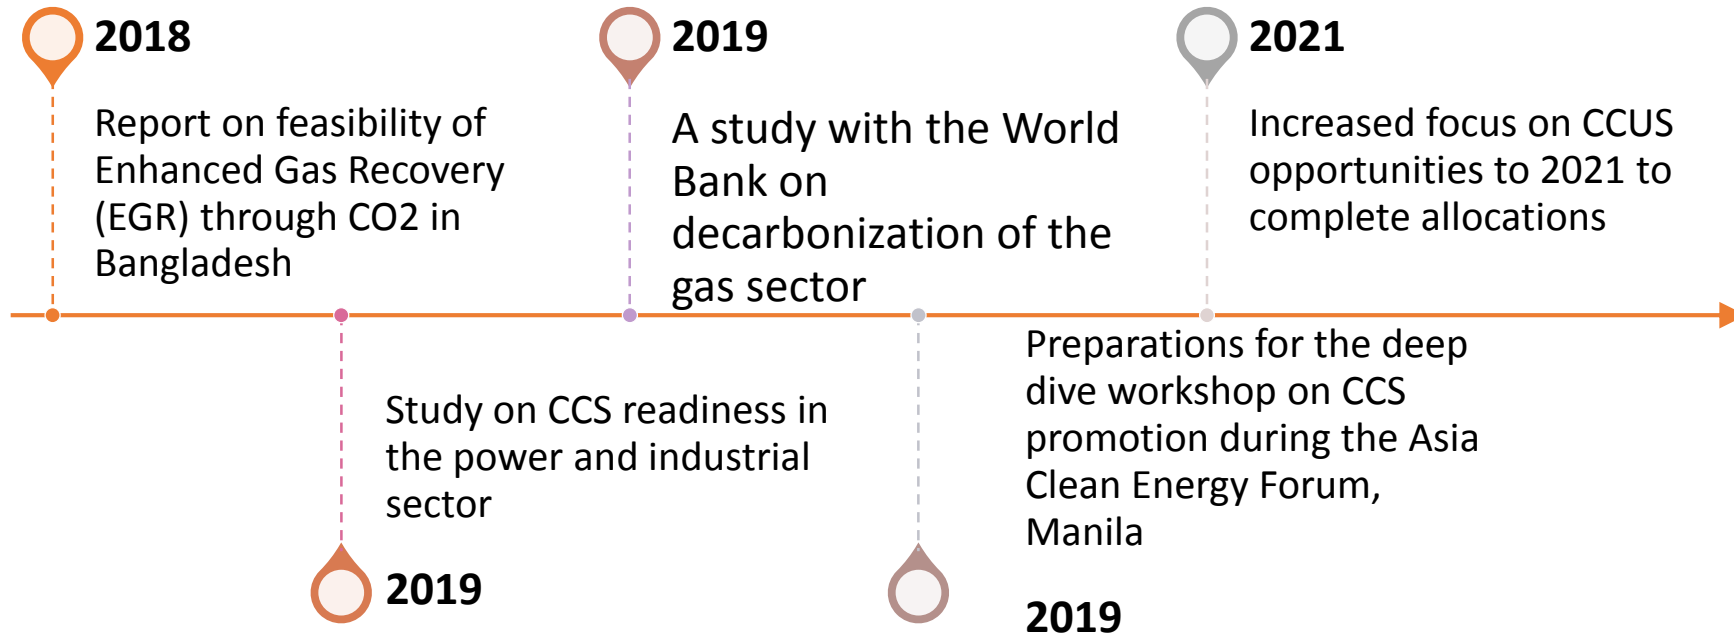 2018
Report on feasibility of
Enhanced Gas Recovery
(EGR) through CO2 in
Bangladesh
Study on CCS readiness in
the power and industrial
sector
2019
2019
A study with the World
Bank on
decarbonization of the
gas sector
Preparations for the deep
dive workshop on CCS
promotion during the Asia
Clean Energy Forum,
Manila
2019
2021
Increased focus on CCUS
opportunities to 2021 to
complete allocations